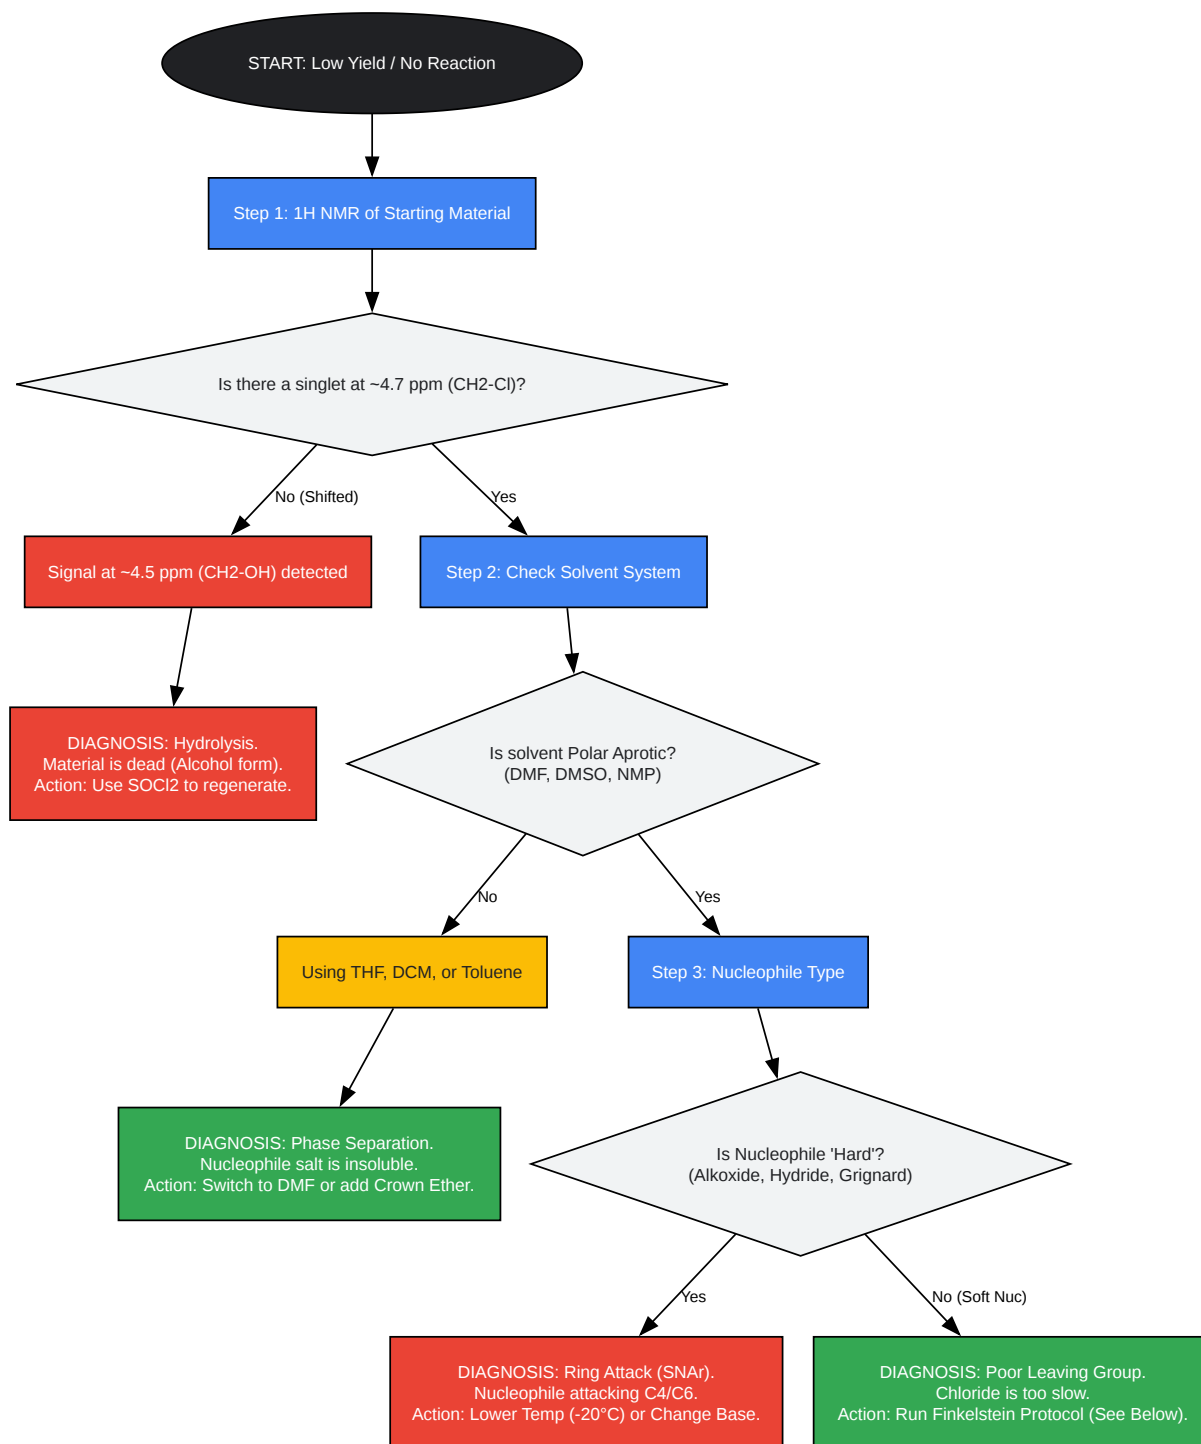 START: Low Yield / No Reaction
Step 1: 1H NMR of Starting Material
Is there a singlet at ~4.7 ppm (CH2-Cl)?
No (Shifted)
Yes
Signal at ~4.5 ppm (CH2-OH) detected
Step 2: Check Solvent System
DIAGNOSIS: Hydrolysis.
Material is dead (Alcohol form).
Action: Use SOCl2 to regenerate.
Is solvent Polar Aprotic?
(DMF, DMSO, NMP)
No
Yes
Using THF, DCM, or Toluene
Step 3: Nucleophile Type
DIAGNOSIS: Phase Separation.
Nucleophile salt is insoluble.
Action: Switch to DMF or add Crown Ether.
Is Nucleophile 'Hard'?
(Alkoxide, Hydride, Grignard)
Yes
No (Soft Nuc)
DIAGNOSIS: Ring Attack (SNAr).
Nucleophile attacking C4/C6.
Action: Lower Temp (-20°C) or Change Base.
DIAGNOSIS: Poor Leaving Group.
Chloride is too slow.
Action: Run Finkelstein Protocol (See Below).